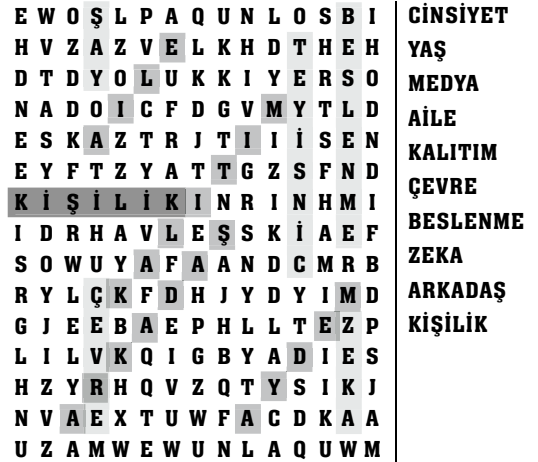 E W O Ş L P A Q U N L O S B I
H V Z A Z V E L K H D T H E H
D T D Y O L U K K I Y E R S O
N A D O I C F D G V M Y T L D
E S K A Z T R J T I I İ S E N
E Y F T Z Y A T T G Z S F N D
K İ Ş İ L İ K I N R I N H M I
I D R H A V L E Ş S K İ A E F
S O W U Y A F A A N D C M R B
R Y L Ç K F D H J Y D Y I M D
G J E E B A E P H L L T E Z P
L I L V K Q I G B Y A D I E S
H Z Y R H Q V Z Q T Y S I K J
N V A E X T U W F A C D K A A
U Z A M W E W U N L A Q U W M
CİNSİYET
YAŞ
MEDYA
AİLE
KALITIM
ÇEVRE
BESLENME
ZEKA
ARKADAŞ
KİŞİLİK